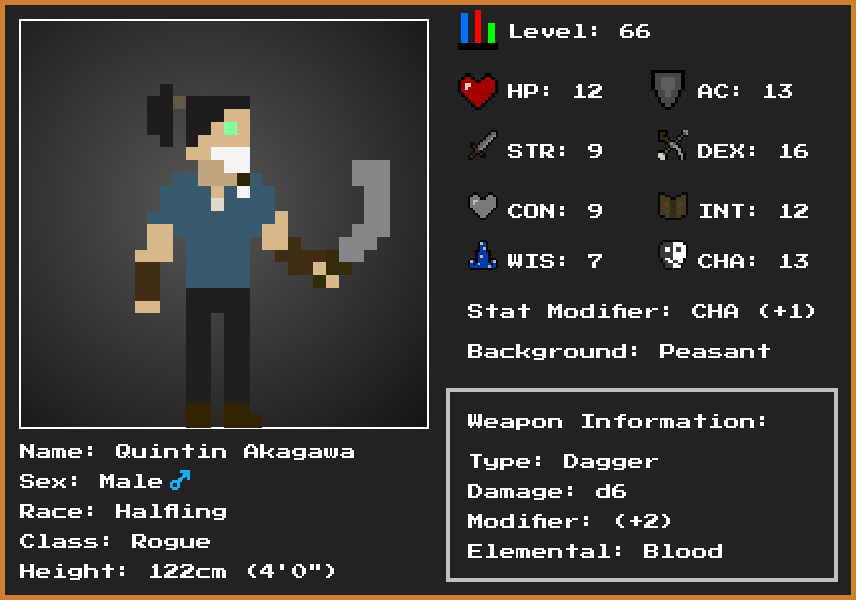 Level: 66
HP: 12
AC: 13
STR: 9
DEX: 16
CON: 9
INT: 12
WIS: 7
CHA: 13
Stat Modifier: CHA (+1)
Background: Peasant
Weapon Information:
Type: Dagger
Damage: d6
Modifier: (+2)
Elemental: Blood
Name: Quintin Akagawa
Sex: Male♂
Race: Halfling
Class: Rogue
Height: 122cm (4'0")